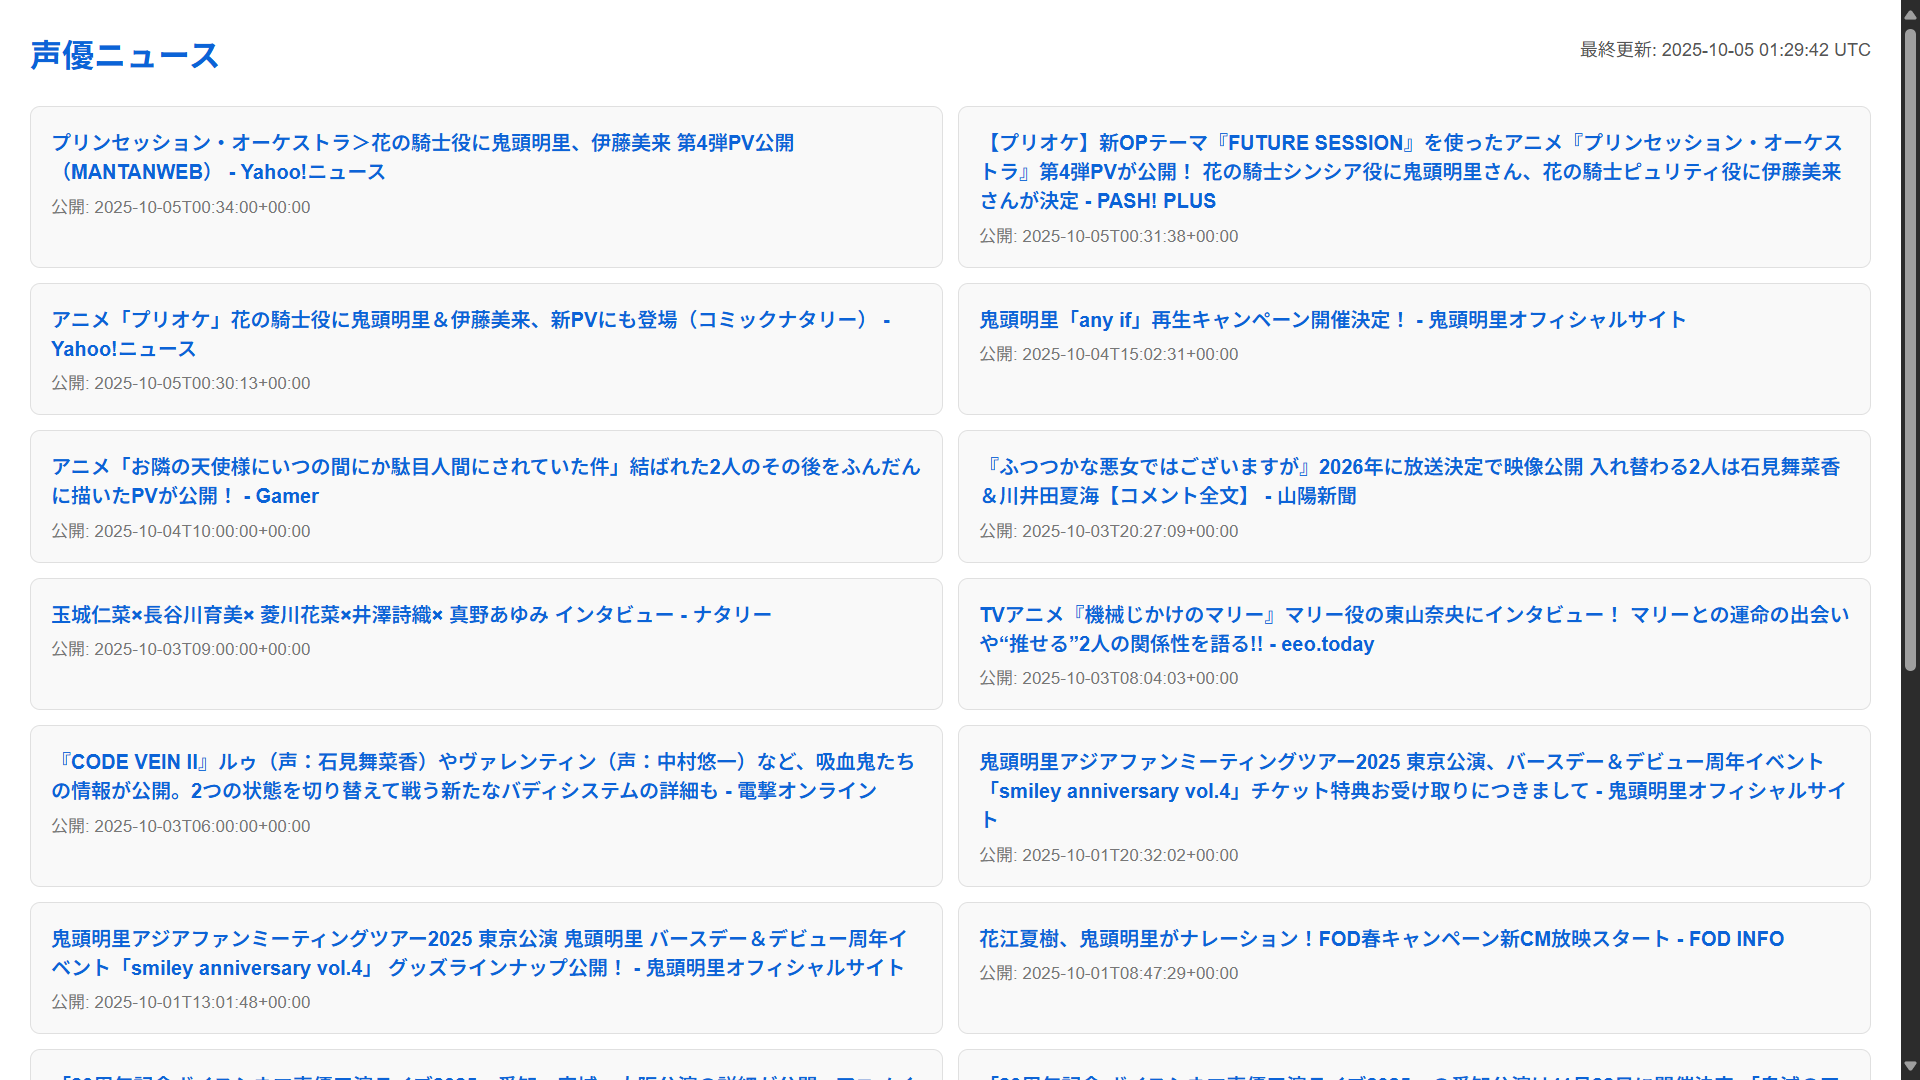 声優ニュース
最終更新: 2025-10-05 01:29:42 UTC
プリンセッション・オーケストラ＞花の騎士役に鬼頭明里、伊藤美来 第4弾PV公開
（MANTANWEB） - Yahoo!ニュース
公開: 2025-10-05T00:34:00+00:00
【プリオケ】新OPテーマ『FUTURE SESSION』を使ったアニメ『プリンセッション・オーケス
トラ』第4弾PVが公開！ 花の騎士シンシア役に鬼頭明里さん、花の騎士ピュリティ役に伊藤美来
さんが決定 - PASH! PLUS
公開: 2025-10-05T00:31:38+00:00
アニメ「プリオケ」花の騎士役に鬼頭明里＆伊藤美来、新PVにも登場（コミックナタリー） -
Yahoo!ニュース
公開: 2025-10-05T00:30:13+00:00
鬼頭明里「any if」再生キャンペーン開催決定！ - 鬼頭明里オフィシャルサイト
公開: 2025-10-04T15:02:31+00:00
アニメ「お隣の天使様にいつの間にか駄目人間にされていた件」結ばれた2人のその後をふんだん
に描いたPVが公開！ - Gamer
公開: 2025-10-04T10:00:00+00:00
『ふつつかな悪女ではございますが』2026年に放送決定で映像公開 入れ替わる2人は石見舞菜香
＆川井田夏海【コメント全文】 - 山陽新聞
公開: 2025-10-03T20:27:09+00:00
玉城仁菜×長谷川育美× 菱川花菜×井澤詩織× 真野あゆみ インタビュー - ナタリー
公開: 2025-10-03T09:00:00+00:00
TVアニメ『機械じかけのマリー』マリー役の東山奈央にインタビュー！ マリーとの運命の出会い
や“推せる”2人の関係性を語る!! - eeo.today
公開: 2025-10-03T08:04:03+00:00
『CODE VEIN II』ルゥ（声：石見舞菜香）やヴァレンティン（声：中村悠一）など、吸血鬼たち
の情報が公開。2つの状態を切り替えて戦う新たなバディシステムの詳細も - 電撃オンライン
公開: 2025-10-03T06:00:00+00:00
鬼頭明里アジアファンミーティングツアー2025 東京公演、バースデー＆デビュー周年イベント
「smiley anniversary vol.4」チケット特典お受け取りにつきまして - 鬼頭明里オフィシャルサイ
ト
公開: 2025-10-01T20:32:02+00:00
鬼頭明里アジアファンミーティングツアー2025 東京公演 鬼頭明里 バースデー＆デビュー周年イ
ベント「smiley anniversary vol.4」 グッズラインナップ公開！ - 鬼頭明里オフィシャルサイト
公開: 2025-10-01T13:01:48+00:00
花江夏樹、鬼頭明里がナレーション！FOD春キャンペーン新CM放映スタート - FOD INFO
公開: 2025-10-01T08:47:29+00:00